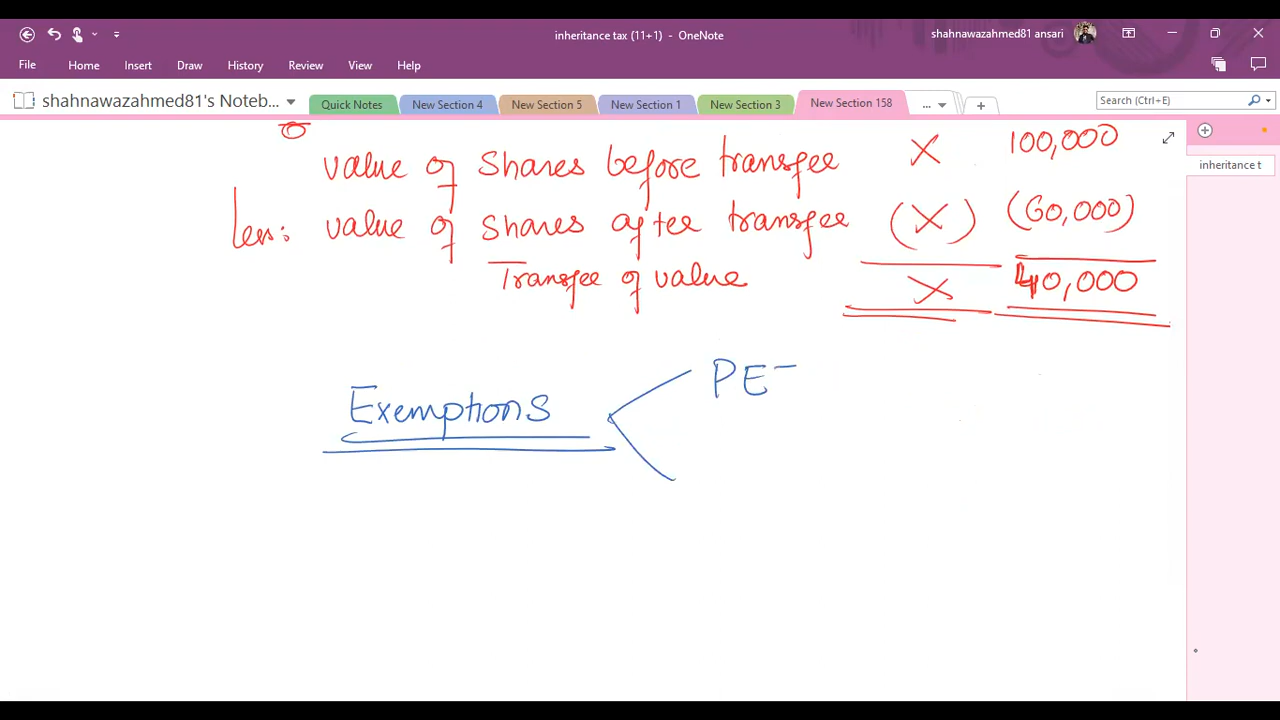 inheritance tax (11+1) - OneNote
shahnawazahmed81 ansari
File Home Insert Draw History Review View Help
shahnawazahmed81's Noteb...
Quick Notes New Section 4 New Section 5 New Section 1 New Section 3 New Section 158 ... Search (Ctrl+E)
inheritance t
value of shares before transfer X 100,000
Less: value of shares after transfer (X) (60,000)
Transfer of value X 40,000
Exemptions PE